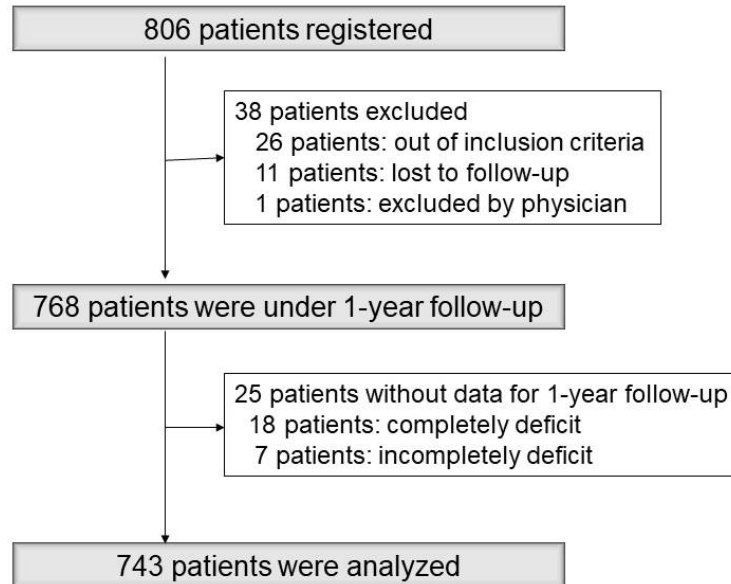 806 patients registered
38 patients excluded
26 patients: out of inclusion criteria
11 patients: lost to follow-up
1 patients: excluded by physician
768 patients were under 1-year follow-up
25 patients without data for 1-year follow-up
18 patients: completely deficit
7 patients: incompletely deficit
743 patients were analyzed